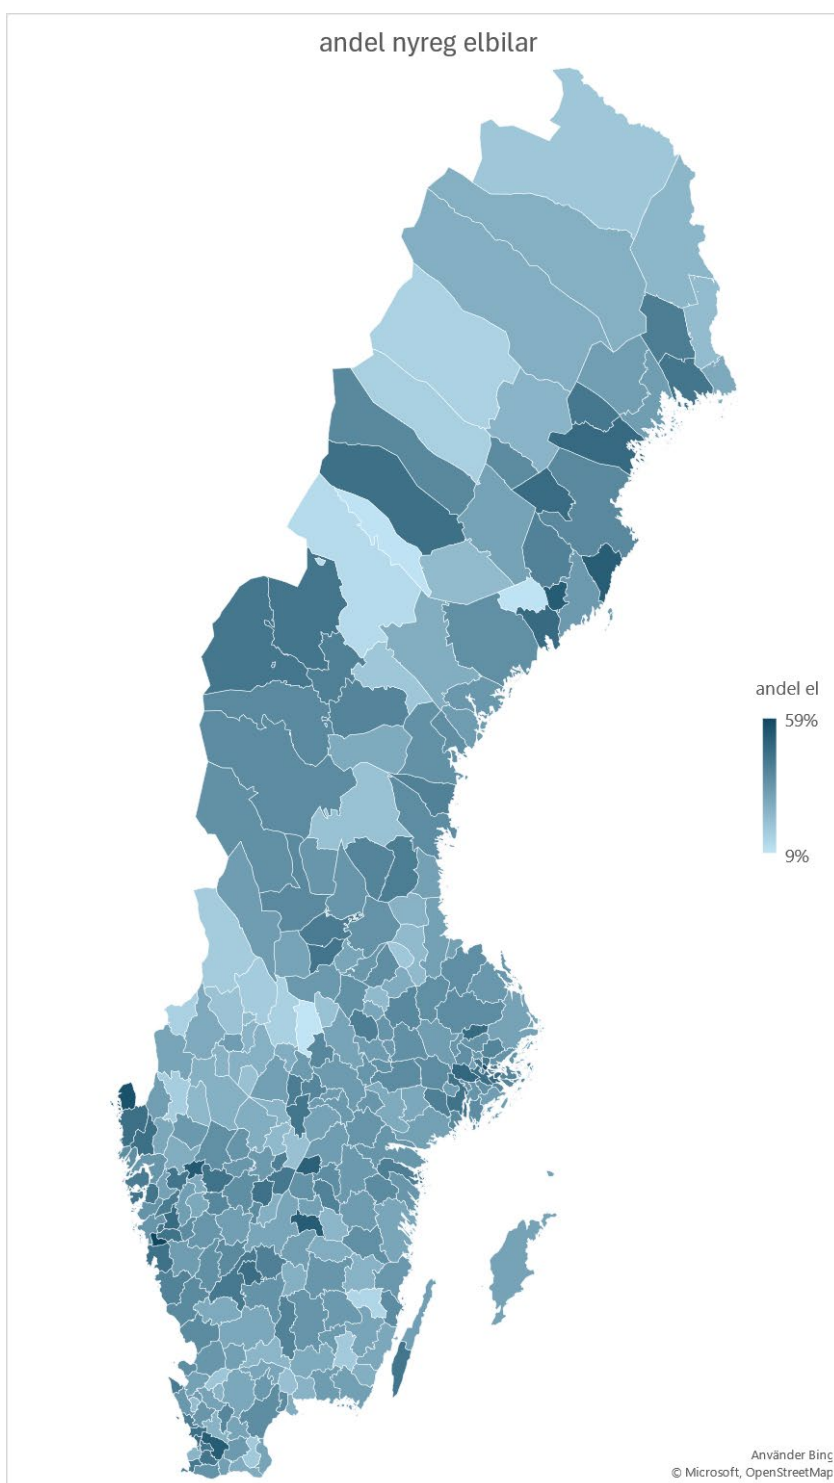 andel nyreg elbilar
andel el
59%
9%
Använder Bing
© Microsoft, OpenStreetMap